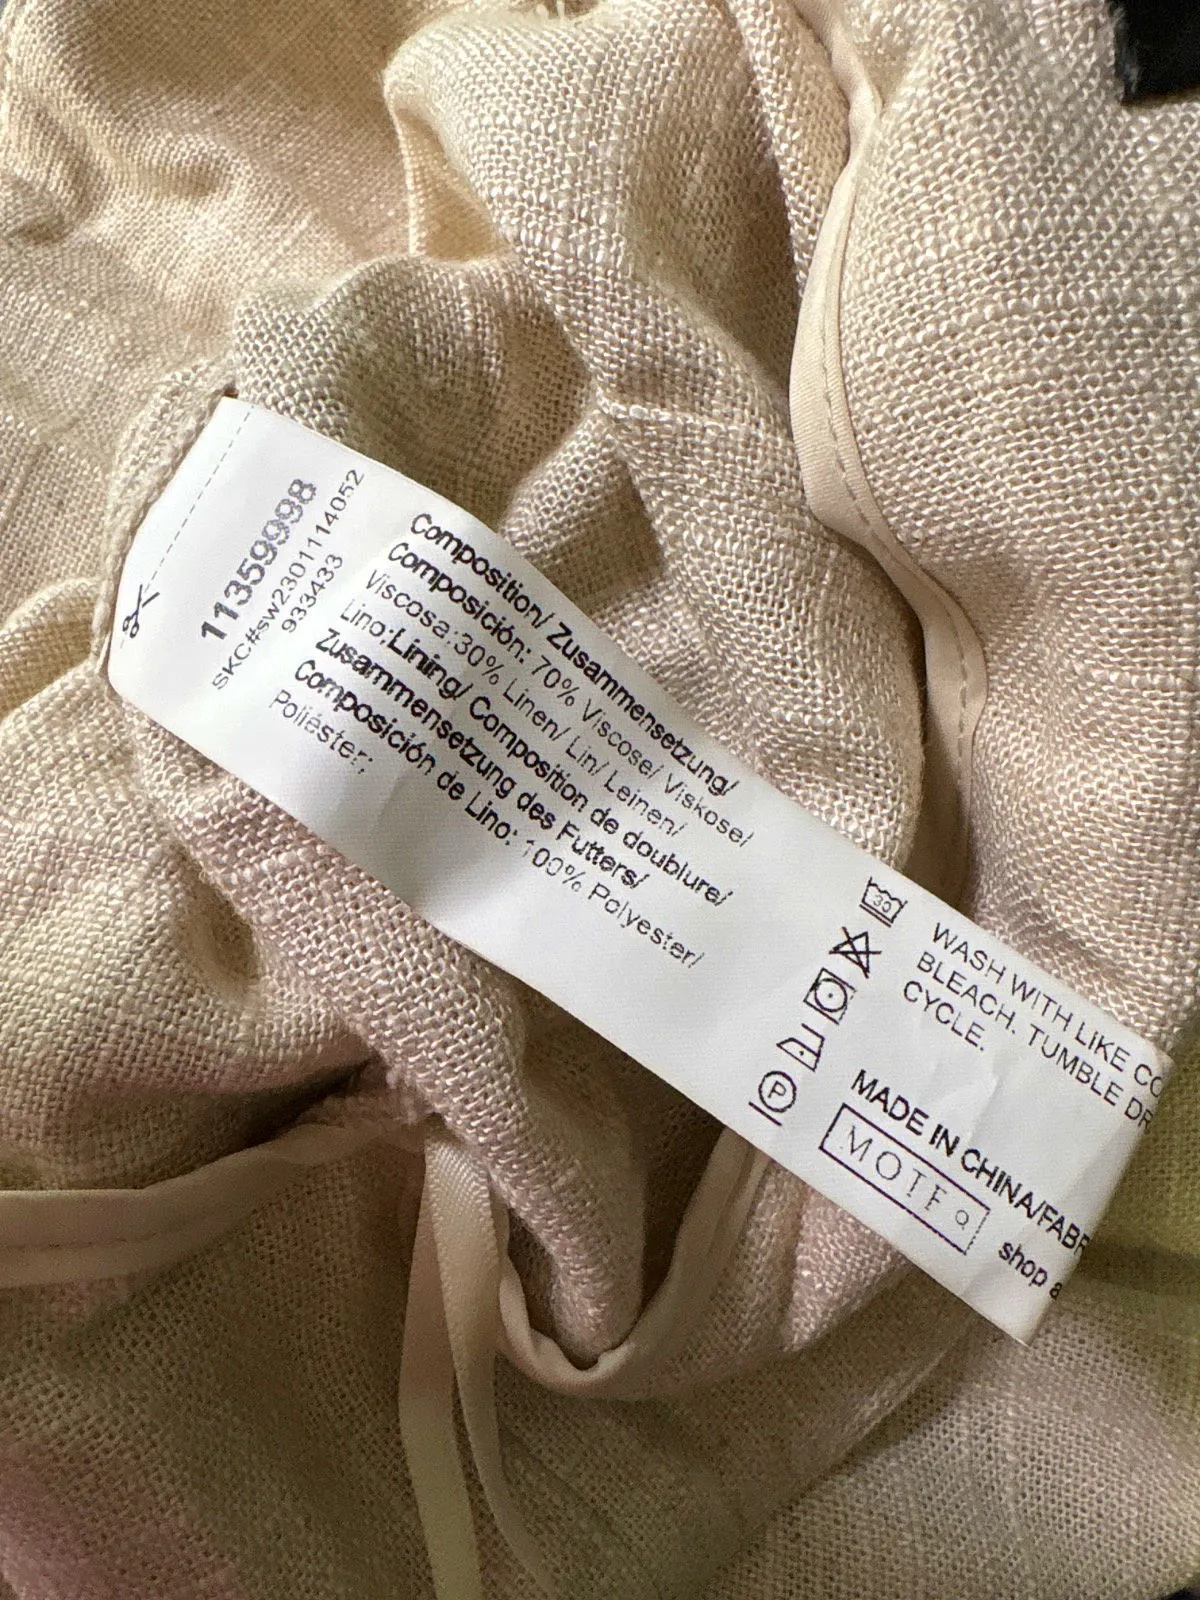 11359998
SKC#sw2301114052
933433
Composition/ Zusammensetzung/
Composición: 70% Viscose/ Viskose/
Viscosa:30% Linen/ Lin/ Leinen/
Lino;Lining/ Composition de doublure/
Zusammensetzung des Futters/
Composición de Lino: 100% Polyester/
Poliéster;
30
P
WASH WITH LIKE CO
BLEACH. TUMBLE DR
CYCLE.
MADE IN CHINA/FABR
MOTF
shop a